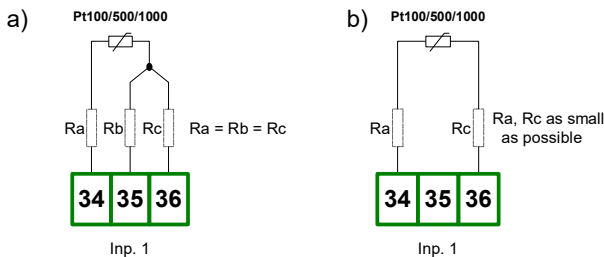 a)
Pt100/500/1000
Ra Rb Rc Ra = Rb = Rc
34 35 36
Inp. 1
b)
Pt100/500/1000
Ra Rc Ra, Rc as small
as possible
34 35 36
Inp. 1